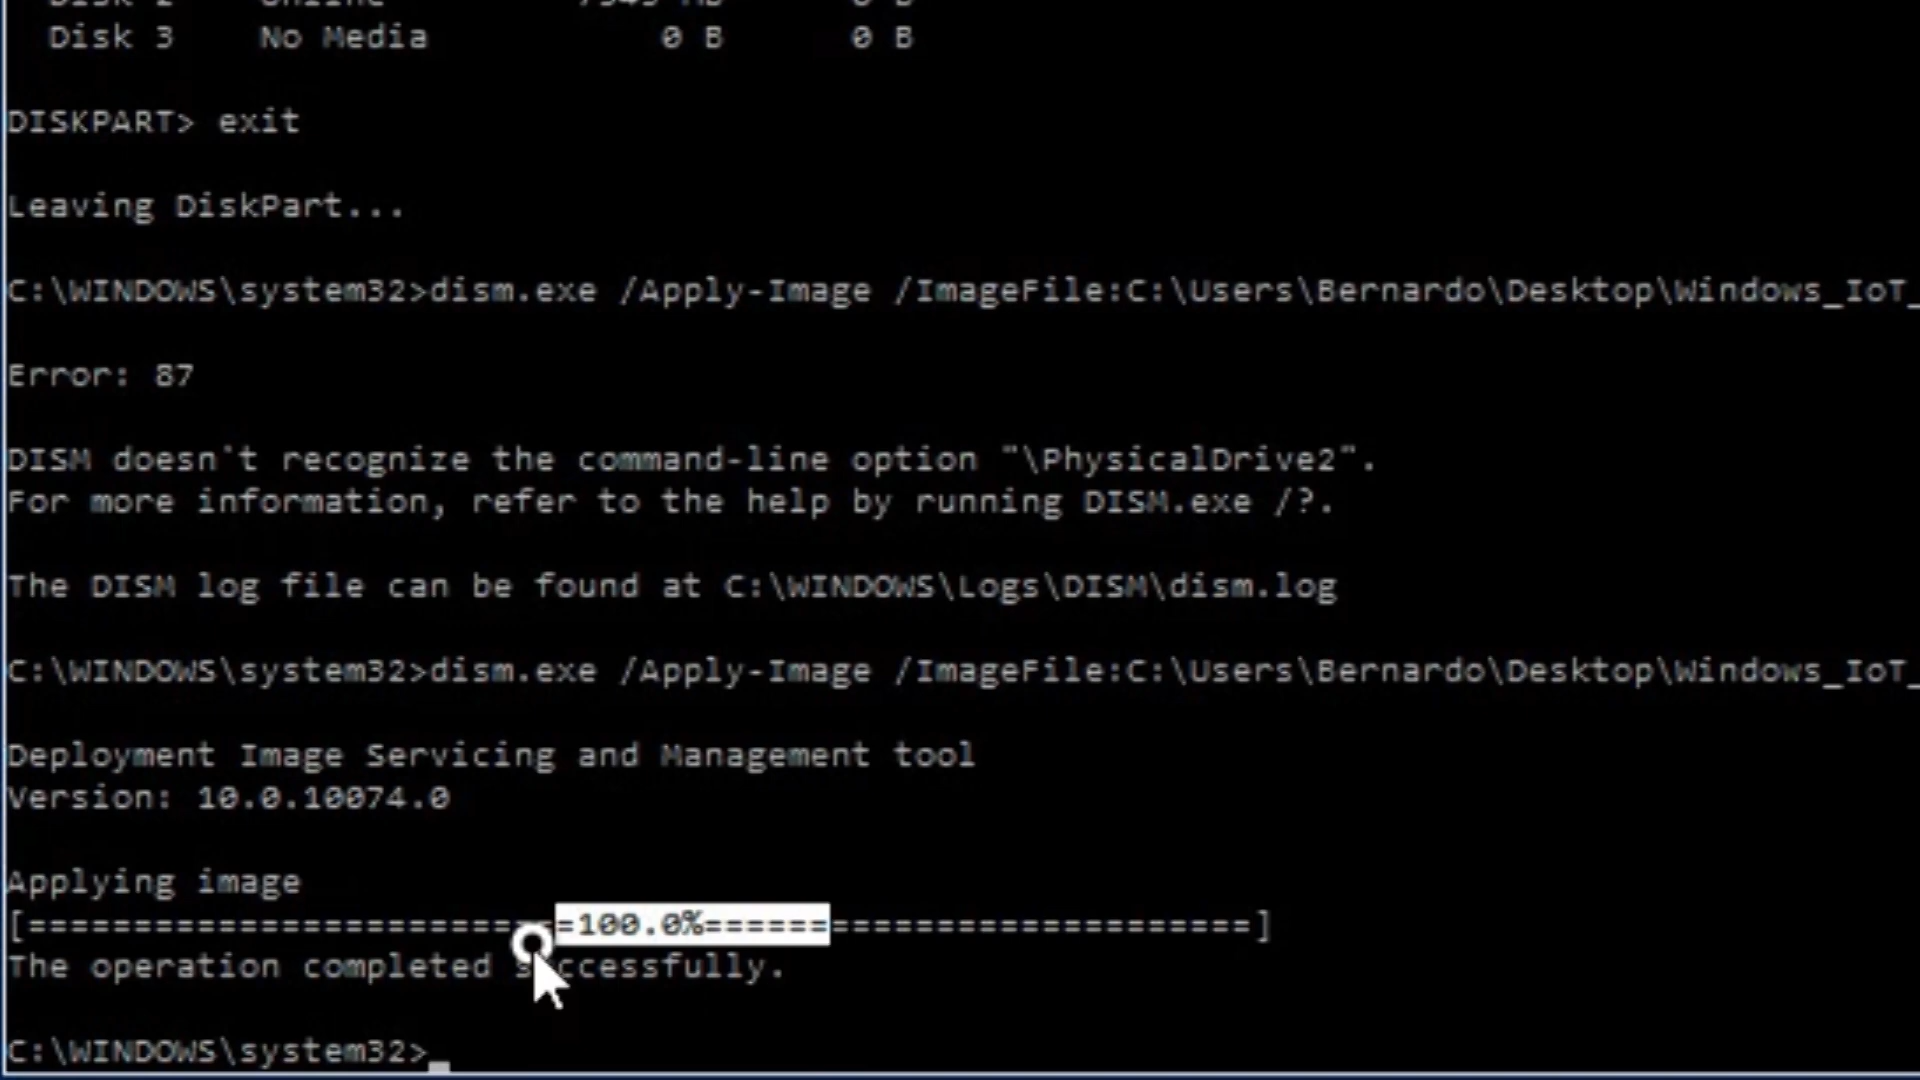 Disk 2 Online
Disk 3 No Media 0 B 0 B
DISKPART> exit
Leaving DiskPart...
C:\WINDOWS\system32>dism.exe /Apply-Image /ImageFile:C:\Users\Bernardo\Desktop\Windows_IoT_
Error: 87
DISM doesn't recognize the command-line option "\PhysicalDrive2".
For more information, refer to the help by running DISM.exe /?.
The DISM log file can be found at C:\WINDOWS\Logs\DISM\dism.log
C:\WINDOWS\system32>dism.exe /Apply-Image /ImageFile:C:\Users\Bernardo\Desktop\Windows_IoT_
Deployment Image Servicing and Management tool
Version: 10.0.10074.0
Applying image
[==========================100.0%==========================]
The operation completed successfully.
C:\WINDOWS\system32>